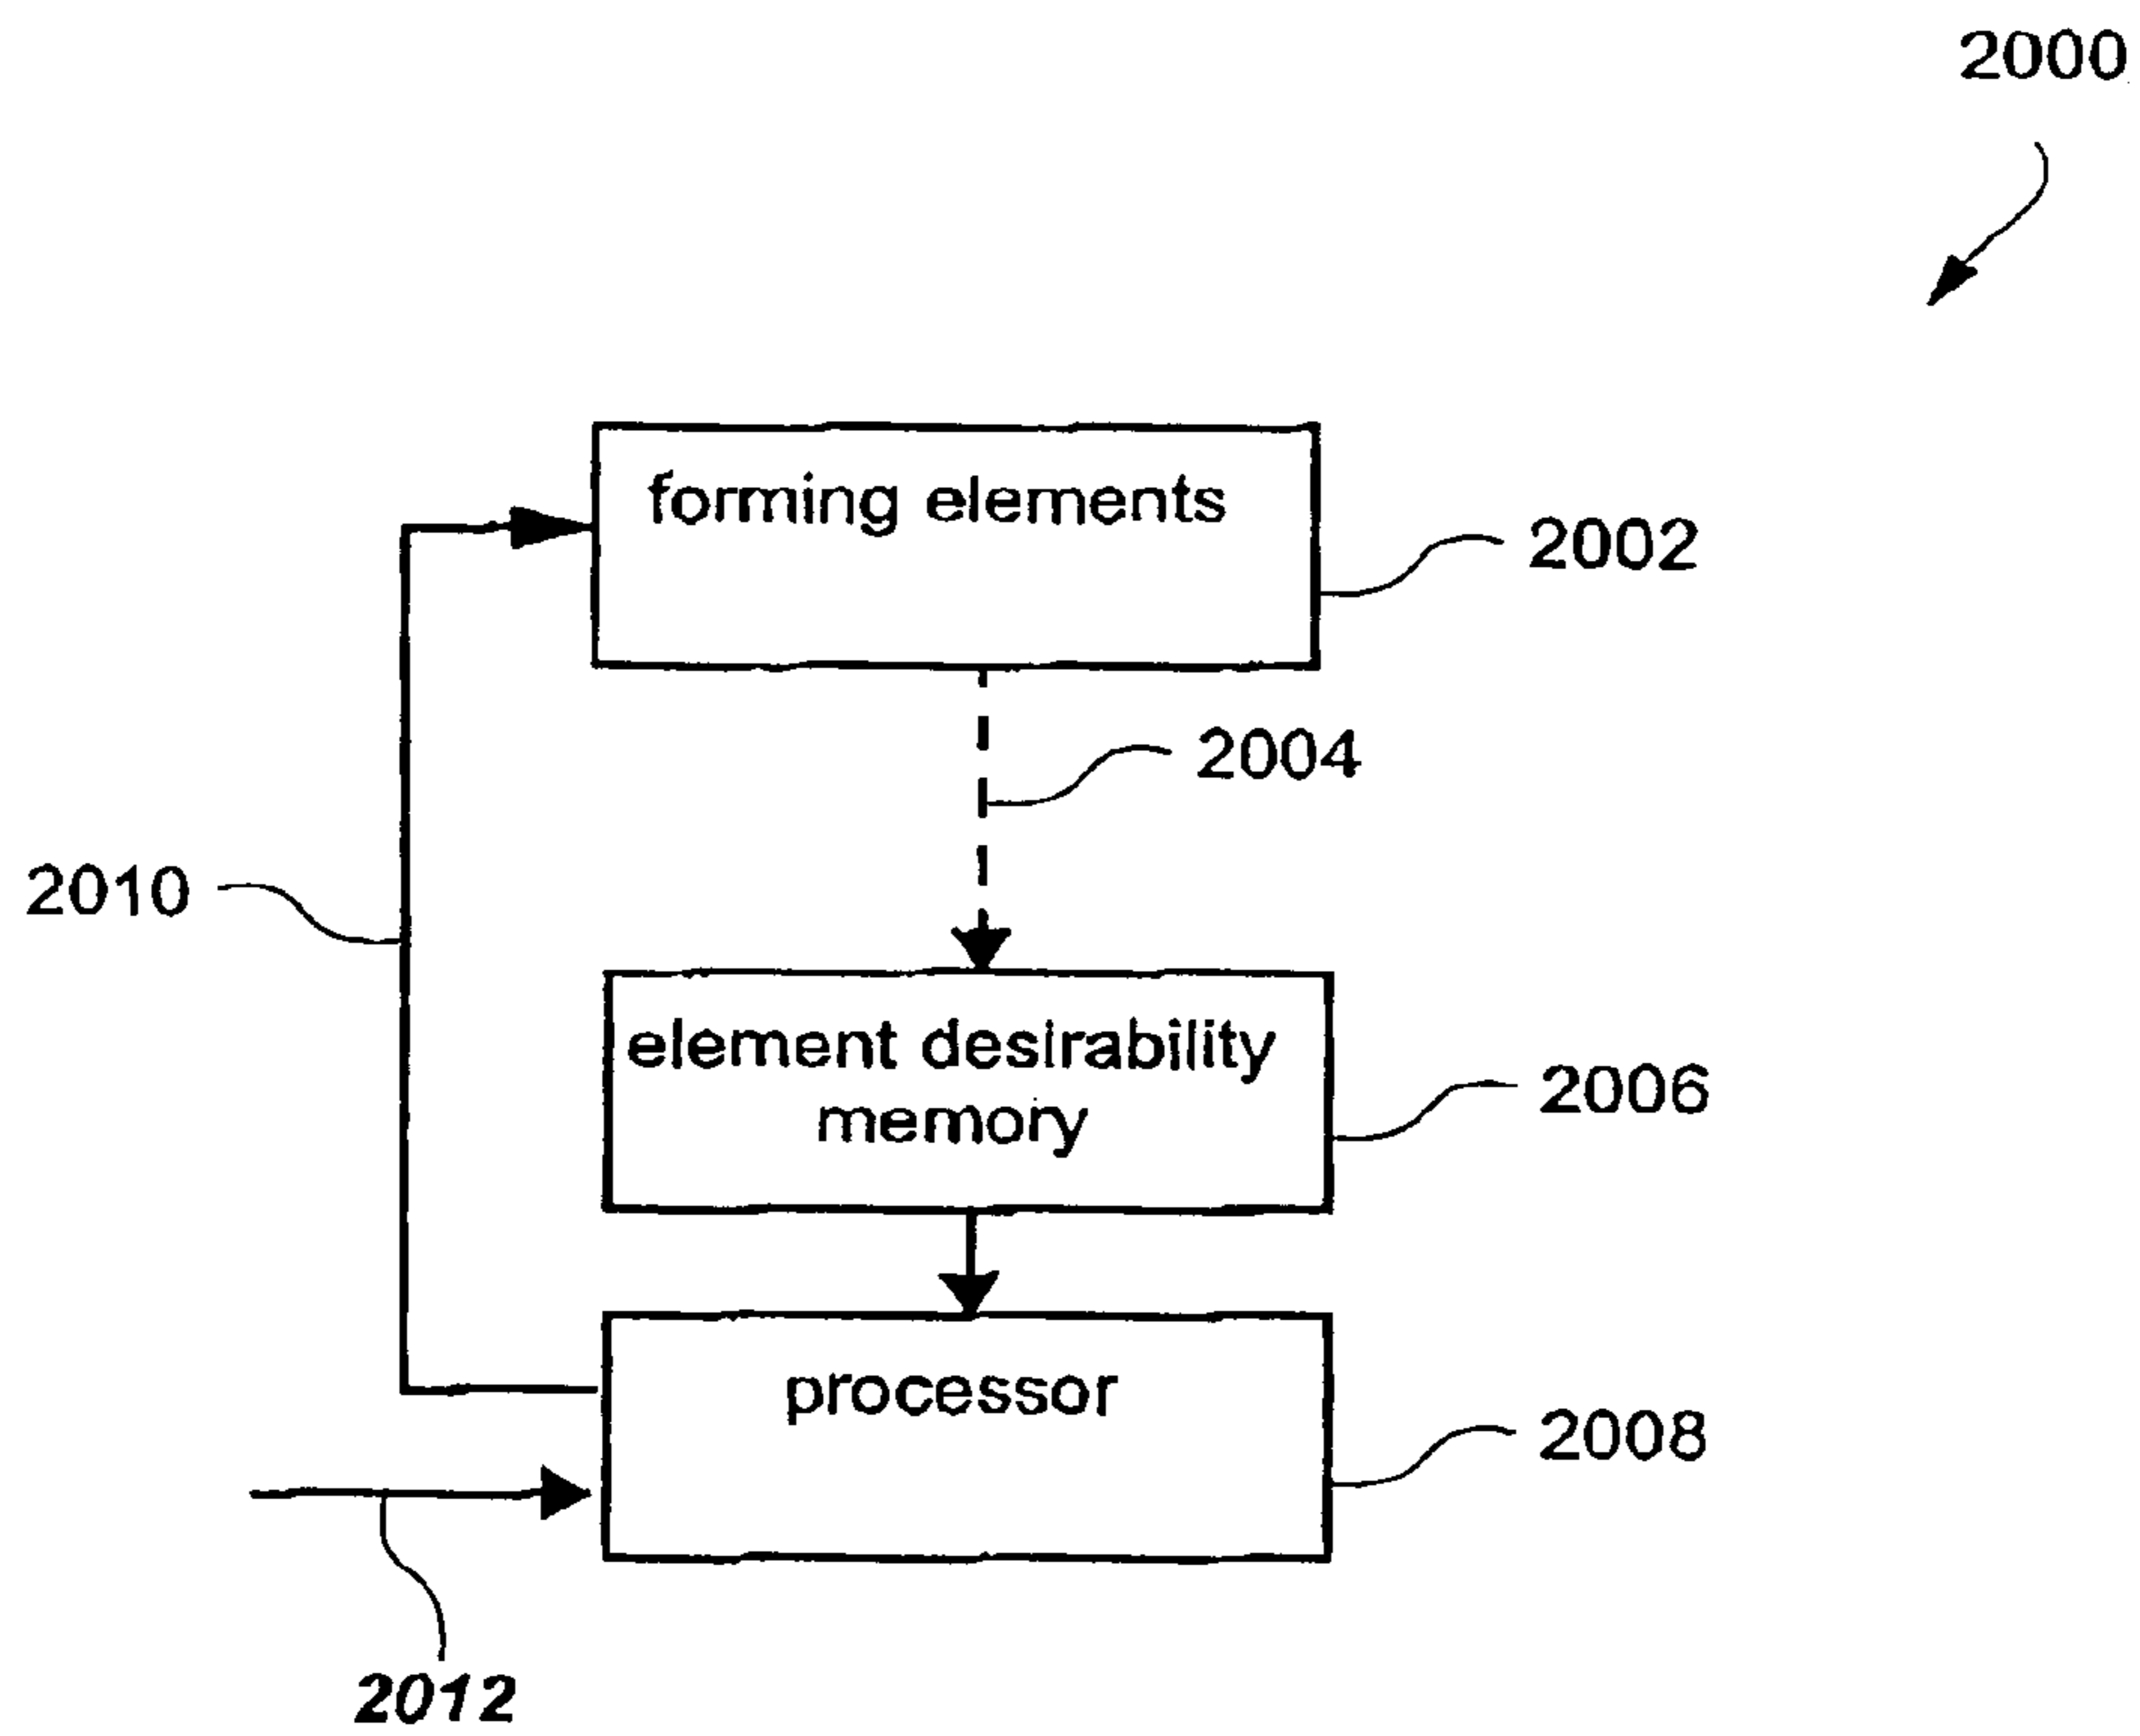 2000
forming elements
2002
2004
2010
element desirability
memory
2006
processor
2008
2012